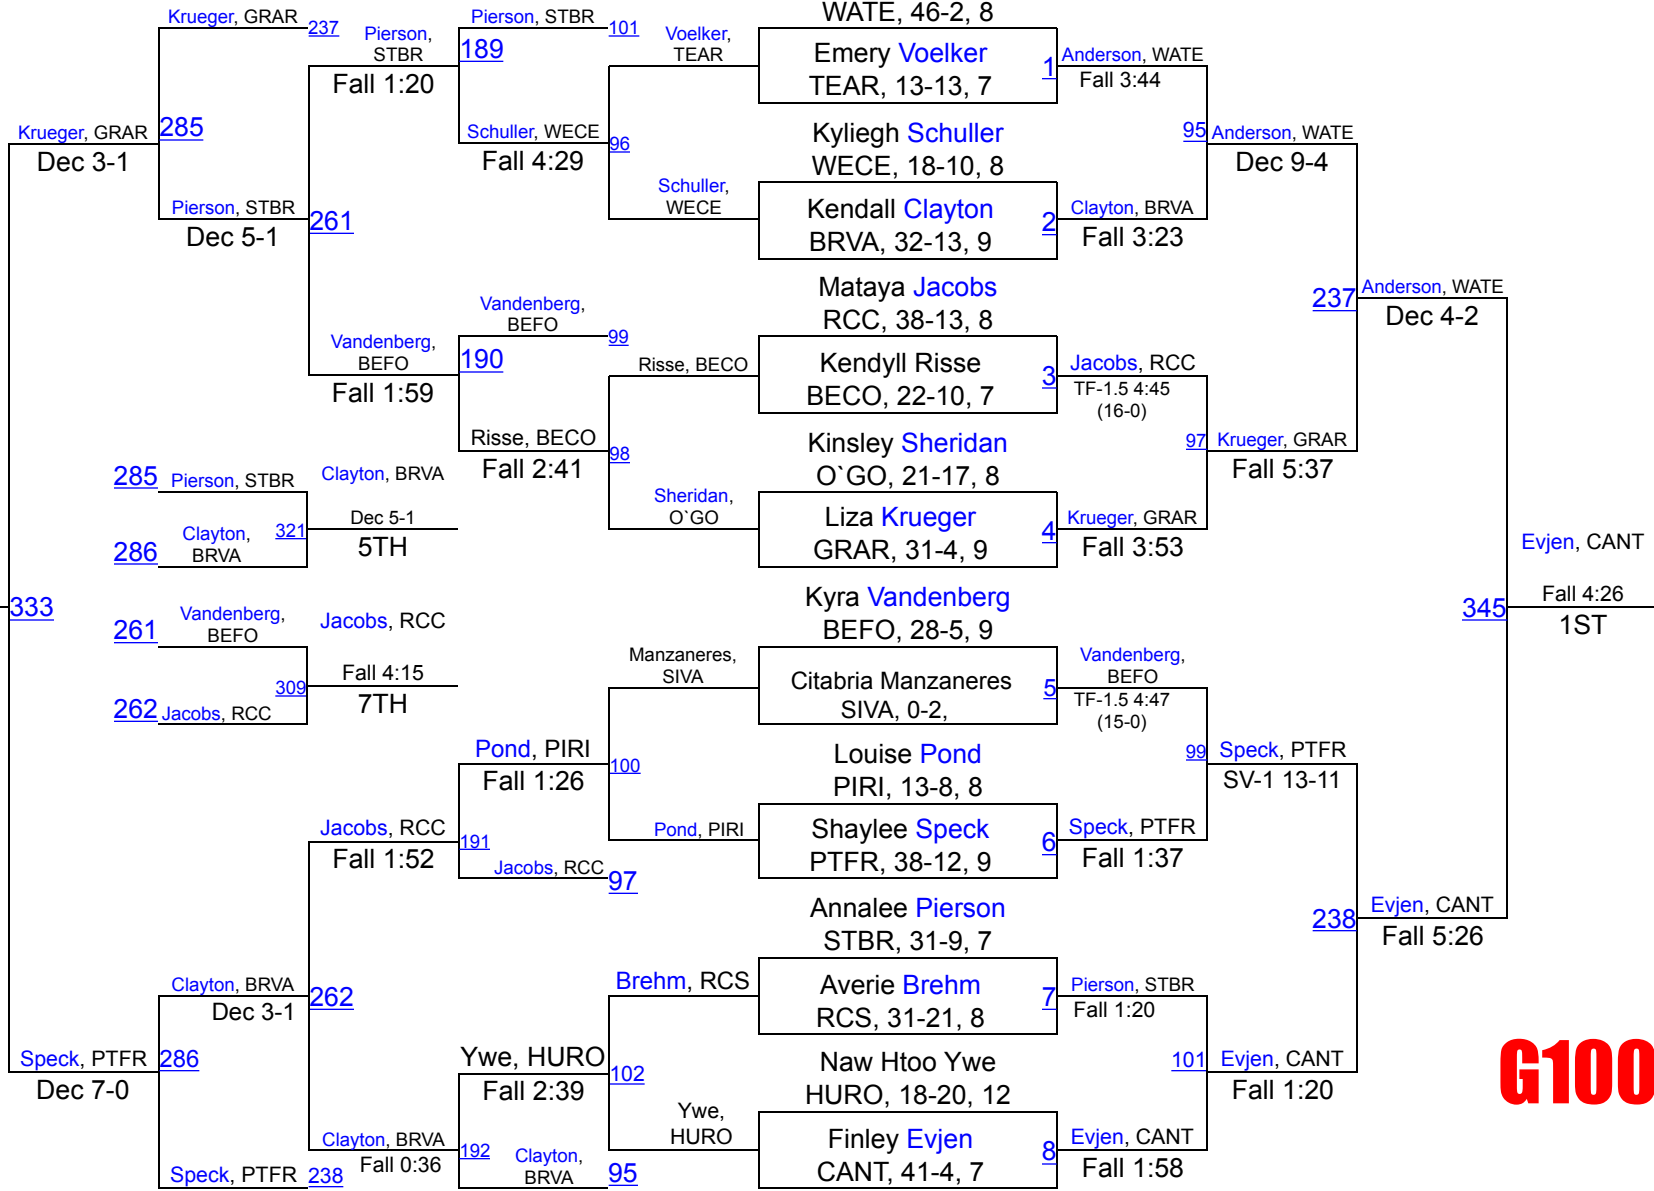 Krueger, GRAR
237
Pierson,
STBR
Fall 1:20
Pierson, STBR
101
189
Schuller, WECE
Fall 4:29
96
Voelker,
TEAR
Schuller,
WECE
Krueger, GRAR
Dec 3-1
285
Pierson, STBR
Dec 5-1
261
Vandenberg,
BEFO
Fall 1:59
Vandenberg,
BEFO
99
190
Risse, BECO
Fall 2:41
98
Risse, BECO
Sheridan,
O`GO
285
Pierson, STBR
286
Clayton,
BRVA
321
Clayton, BRVA
Dec 5-1
5TH
333
261
Vandenberg,
BEFO
262
Jacobs, RCC
309
Jacobs, RCC
Fall 4:15
7TH
Manzaneres,
SIVA
Pond, PIRI
Fall 1:26
100
Pond, PIRI
Jacobs, RCC
Fall 1:52
191
Jacobs, RCC
97
Clayton, BRVA
Dec 3-1
262
Speck, PTFR
Dec 7-0
286
Speck, PTFR
238
Clayton, BRVA
Fall 0:36
192
Ywe, HURO
Fall 2:39
102
Clayton,
BRVA
95
Brehm, RCS
Ywe,
HURO
WATE, 46-2, 8
Emery Voelker
TEAR, 13-13, 7
1
Kyliegh Schuller
WECE, 18-10, 8
Kendall Clayton
BRVA, 32-13, 9
2
Mataya Jacobs
RCC, 38-13, 8
Kendyll Risse
BECO, 22-10, 7
3
Kinsley Sheridan
O`GO, 21-17, 8
Liza Krueger
GRAR, 31-4, 9
4
Kyra Vandenberg
BEFO, 28-5, 9
Citabria Manzaneres
SIVA, 0-2,
5
Louise Pond
PIRI, 13-8, 8
Shaylee Speck
PTFR, 38-12, 9
6
Annalee Pierson
STBR, 31-9, 7
Averie Brehm
RCS, 31-21, 8
7
Naw Htoo Ywe
HURO, 18-20, 12
Finley Evjen
CANT, 41-4, 7
8
Anderson, WATE
Fall 3:44
95
Clayton, BRVA
Fall 3:23
Anderson, WATE
Dec 9-4
Jacobs, RCC
TF-1.5 4:45
(16-0)
97
Krueger, GRAR
Fall 3:53
Krueger, GRAR
Fall 5:37
237
Anderson, WATE
Dec 4-2
Vandenberg,
BEFO
TF-1.5 4:47
(15-0)
99
Speck, PTFR
Fall 1:37
Speck, PTFR
SV-1 13-11
Pierson, STBR
Fall 1:20
101
Evjen, CANT
Fall 1:58
Evjen, CANT
Fall 1:20
238
Evjen, CANT
Fall 5:26
345
Evjen, CANT
Fall 4:26
1ST
G100